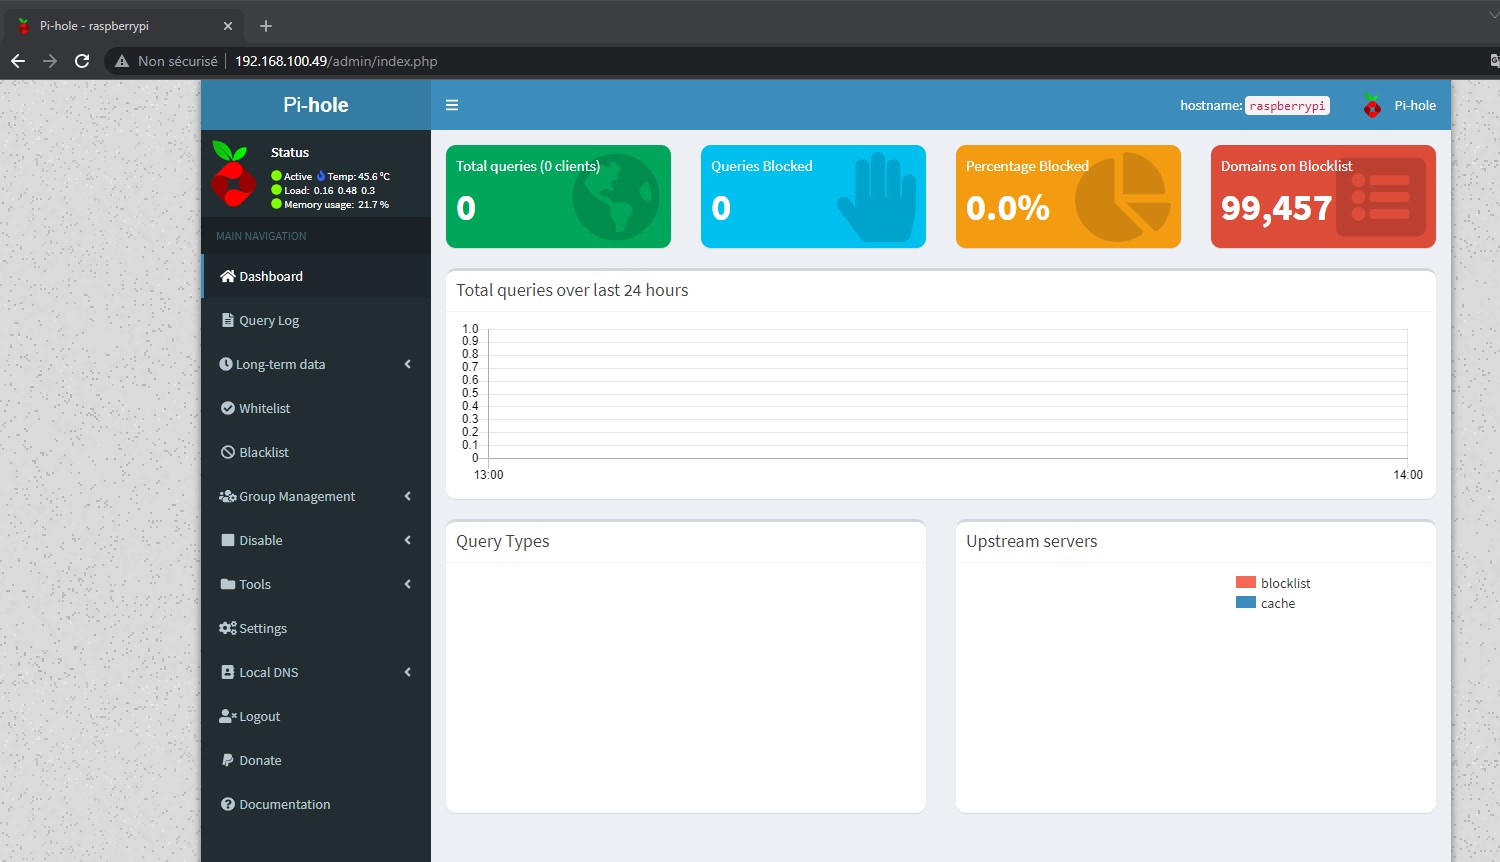 Pi-hole - raspberrypi
Non sécurisé 192.168.100.49/admin/index.php
Pi-hole
hostname: raspberrypi Pi-hole
Status
Active Temp: 45.6 °C
Load: 0.16 0.48 0.3
Memory usage: 21.7 %
MAIN NAVIGATION
Dashboard
Query Log
Long-term data
Whitelist
Blacklist
Group Management
Disable
Tools
Settings
Local DNS
Logout
Donate
Documentation
Total queries (0 clients)
0
Queries Blocked
0
Percentage Blocked
0.0%
Domains on Blocklist
99,457
Total queries over last 24 hours
1.0
0.9
0.8
0.7
0.6
0.5
0.4
0.3
0.2
0.1
0
13:00 14:00
Query Types
Upstream servers
blocklist
cache